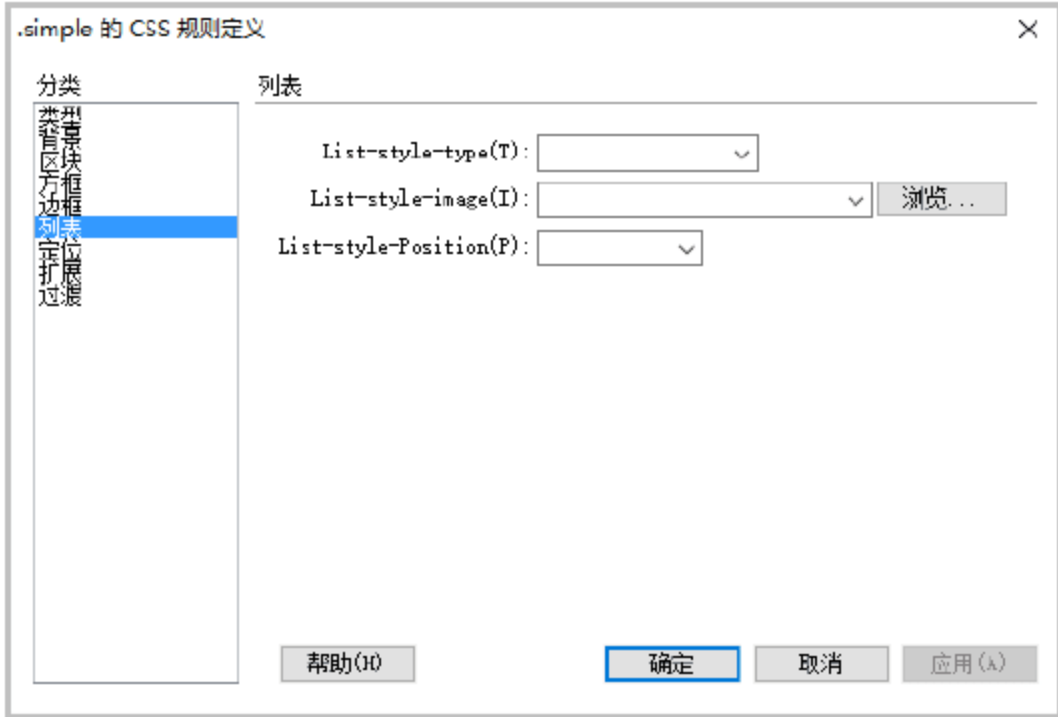 .simple 的 CSS 规则定义
分类
类型
背景
区块
方框
边框
列表
定位
扩展
过渡
列表
List-style-type(T):
List-style-image(I):
浏览...
List-style-Position(P):
帮助(H)
确定
取消
应用(A)